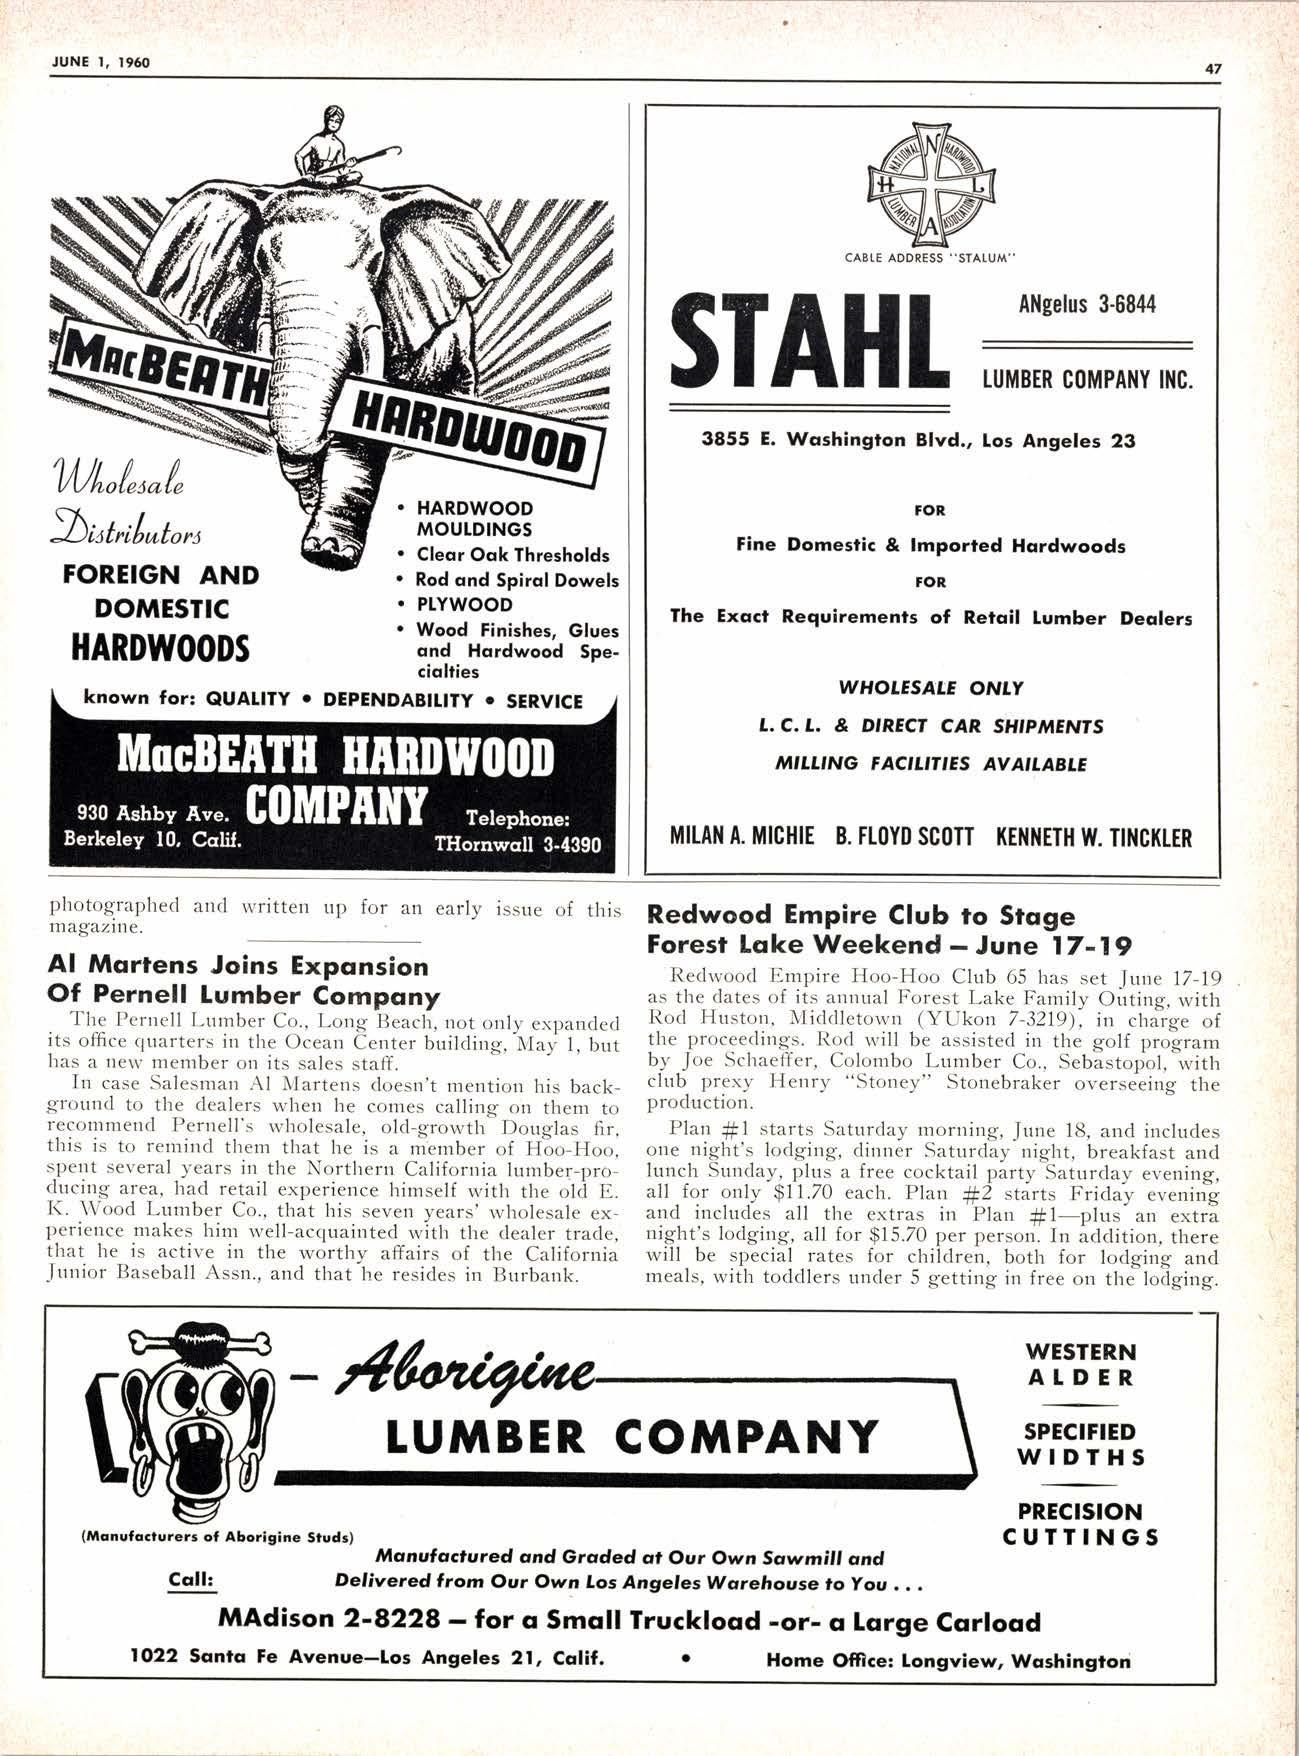 JUNE 1, 1960
47
MacBEATH
HARDWOOD
Wholesale
Distributors
FOREIGN AND
DOMESTIC
HARDWOODS
• HARDWOOD
MOULDINGS
• Clear Oak Thresholds
• Rod and Spiral Dowels
• PLYWOOD
• Wood Finishes, Glues
and Hardwood Spe-
cialties
known for: QUALITY • DEPENDABILITY • SERVICE
MacBEATH HARDWOOD
COMPANY
930 Ashby Ave.
Berkeley 10, Calif.
Telephone:
THornwall 3-4390
NATIONAL HARDWOOD
LUMBER ASSOCIATION
N
H L
A
CABLE ADDRESS "STALUM"
STAHL
ANgelus 3-6844
LUMBER COMPANY INC.
3855 E. Washington Blvd., Los Angeles 23
FOR
Fine Domestic & Imported Hardwoods
FOR
The Exact Requirements of Retail Lumber Dealers
WHOLESALE ONLY
L. C. L. & DIRECT CAR SHIPMENTS
MILLING FACILITIES AVAILABLE
MILAN A. MICHIE B. FLOYD SCOTT KENNETH W. TINCKLER
photographed and written up for an early issue of this
magazine.
Al Martens Joins Expansion
Of Pernell Lumber Company
The Pernell Lumber Co., Long Beach, not only expanded
its office quarters in the Ocean Center building, May 1, but
has a new member on its sales staff.
In case Salesman Al Martens doesn't mention his back-
ground to the dealers when he comes calling on them to
recommend Pernell's wholesale, old-growth Douglas fir,
this is to remind them that he is a member of Hoo-Hoo,
spent several years in the Northern California lumber-pro-
ducing area, had retail experience himself with the old E.
K. Wood Lumber Co., that his seven years' wholesale ex-
perience makes him well-acquainted with the dealer trade,
that he is active in the worthy affairs of the California
Junior Baseball Assn., and that he resides in Burbank.
Redwood Empire Club to Stage
Forest Lake Weekend — June 17-19
Redwood Empire Hoo-Hoo Club 65 has set June 17-19
as the dates of its annual Forest Lake Family Outing, with
Rod Huston, Middletown (YUkon 7-3219), in charge of
the proceedings. Rod will be assisted in the golf program
by Joe Schaeffer, Colombo Lumber Co., Sebastopol, with
club prexy Henry "Stoney" Stonebraker overseeing the
production.
Plan #1 starts Saturday morning, June 18, and includes
one night's lodging, dinner Saturday night, breakfast and
lunch Sunday, plus a free cocktail party Saturday evening,
all for only $11.70 each. Plan #2 starts Friday evening
and includes all the extras in Plan #1—plus an extra
night's lodging, all for $15.70 per person. In addition, there
will be special rates for children, both for lodging and
meals, with toddlers under 5 getting in free on the lodging.
– Aborigine
LUMBER COMPANY
WESTERN
ALDER
SPECIFIED
WIDTHS
PRECISION
CUTTINGS
(Manufacturers of Aborigine Studs)
Manufactured and Graded at Our Own Sawmill and
Call:
Delivered from Our Own Los Angeles Warehouse to You . . .
MAdison 2-8228 — for a Small Truckload -or- a Large Carload
1022 Santa Fe Avenue—Los Angeles 21, Calif. • Home Office: Longview, Washington